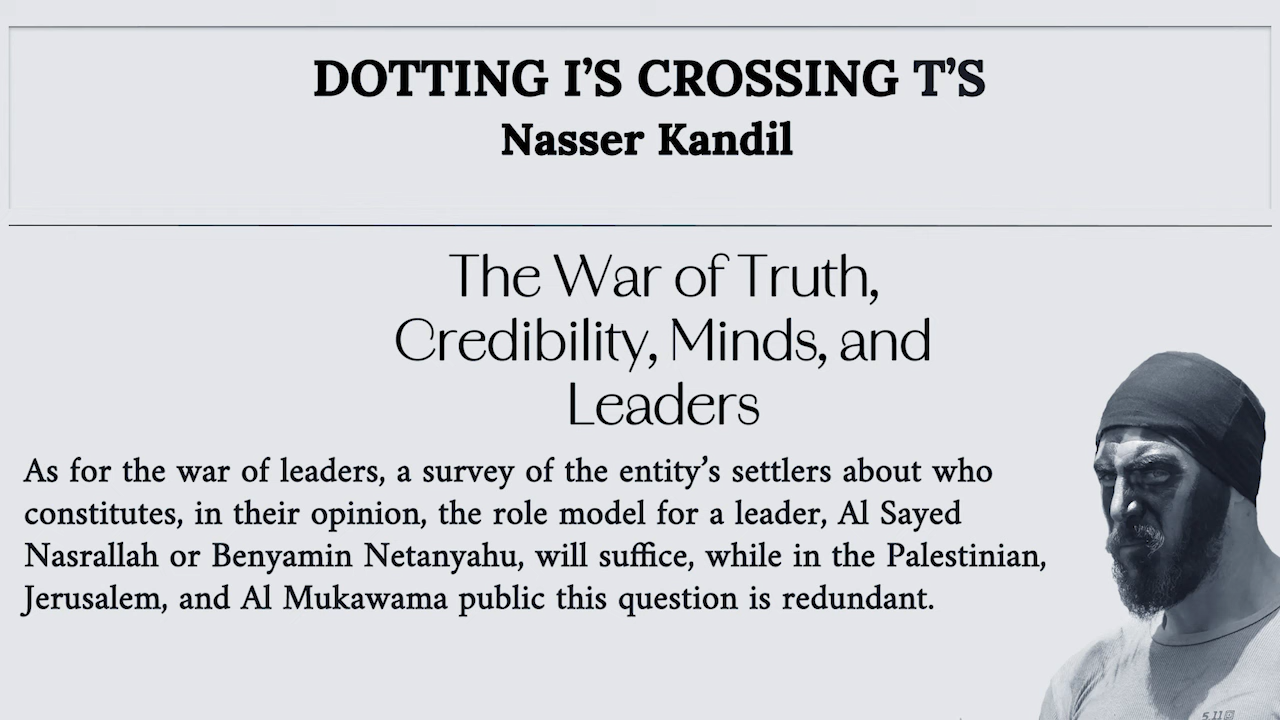 DOTTING I’S CROSSING T’S
Nasser Kandil
The War of Truth,
Credibility, Minds, and
Leaders
As for the war of leaders, a survey of the entity’s settlers about who
constitutes, in their opinion, the role model for a leader, Al Sayed
Nasrallah or Benyamin Netanyahu, will suffice, while in the Palestinian,
Jerusalem, and Al Mukawama public this question is redundant.
5.11